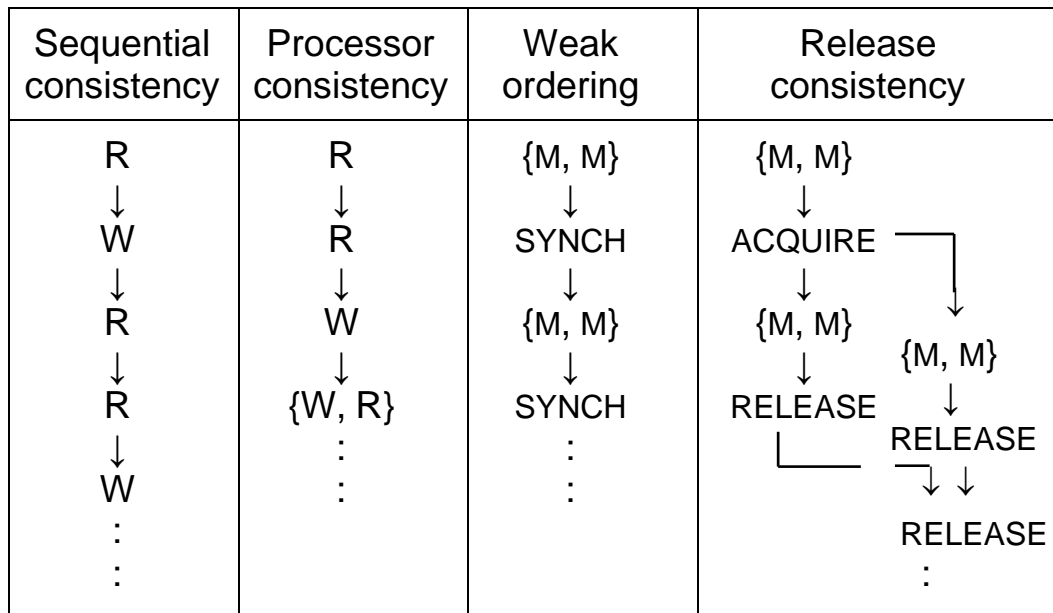 Sequential consistency
Processor consistency
Weak ordering
Release consistency
R
↓
W
↓
R
↓
R
↓
W
:
:
R
↓
R
↓
W
↓
{W, R}
:
:
{M, M}
↓
SYNCH
↓
{M, M}
↓
SYNCH
:
:
{M, M}
↓
ACQUIRE
↓
{M, M}
↓
RELEASE
↓
{M, M}
↓
RELEASE
↓ ↓
RELEASE
: